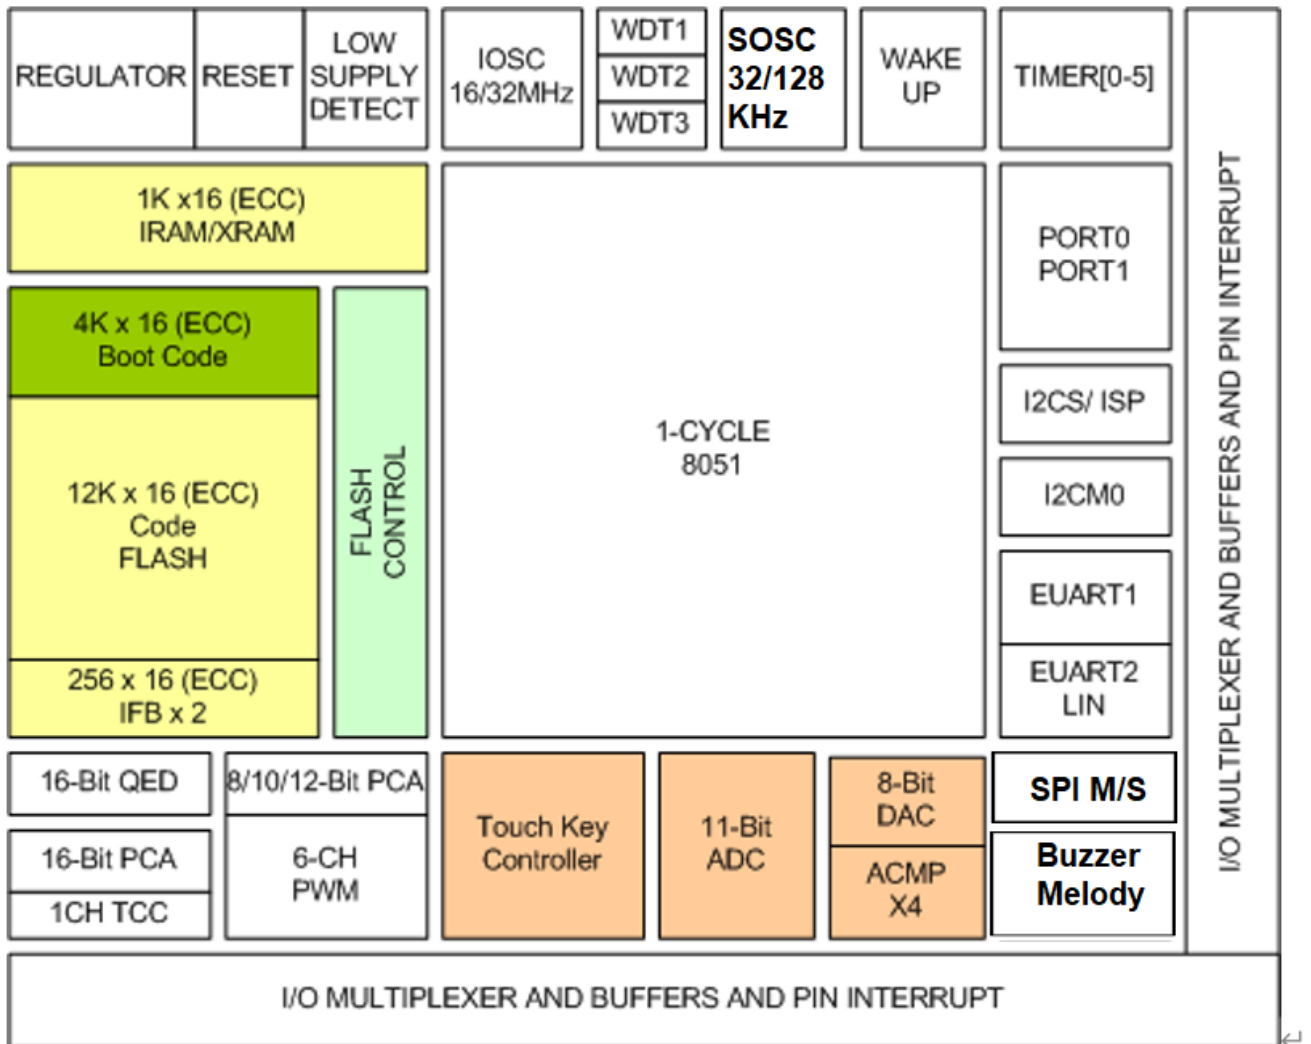 REGULATOR
RESET
LOW
SUPPLY
DETECT
IOSC
16/32MHz
WDT1
WDT2
WDT3
SOSC
32/128
KHz
WAKE
UP
TIMER[0-5]
1K x16 (ECC)
IRAM/XRAM
4K x 16 (ECC)
Boot Code
12K x 16 (ECC)
Code
FLASH
256 x 16 (ECC)
IFB x 2
FLASH
CONTROL
1-CYCLE
8051
PORT0
PORT1
I2CS/ ISP
I2CM0
EUART1
EUART2
LIN
I/O MULTIPLEXER AND BUFFERS AND PIN INTERRUPT
16-Bit QED
16-Bit PCA
1CH TCC
8/10/12-Bit PCA
6-CH
PWM
Touch Key
Controller
11-Bit
ADC
8-Bit
DAC
ACMP
X4
SPI M/S
Buzzer
Melody
I/O MULTIPLEXER AND BUFFERS AND PIN INTERRUPT